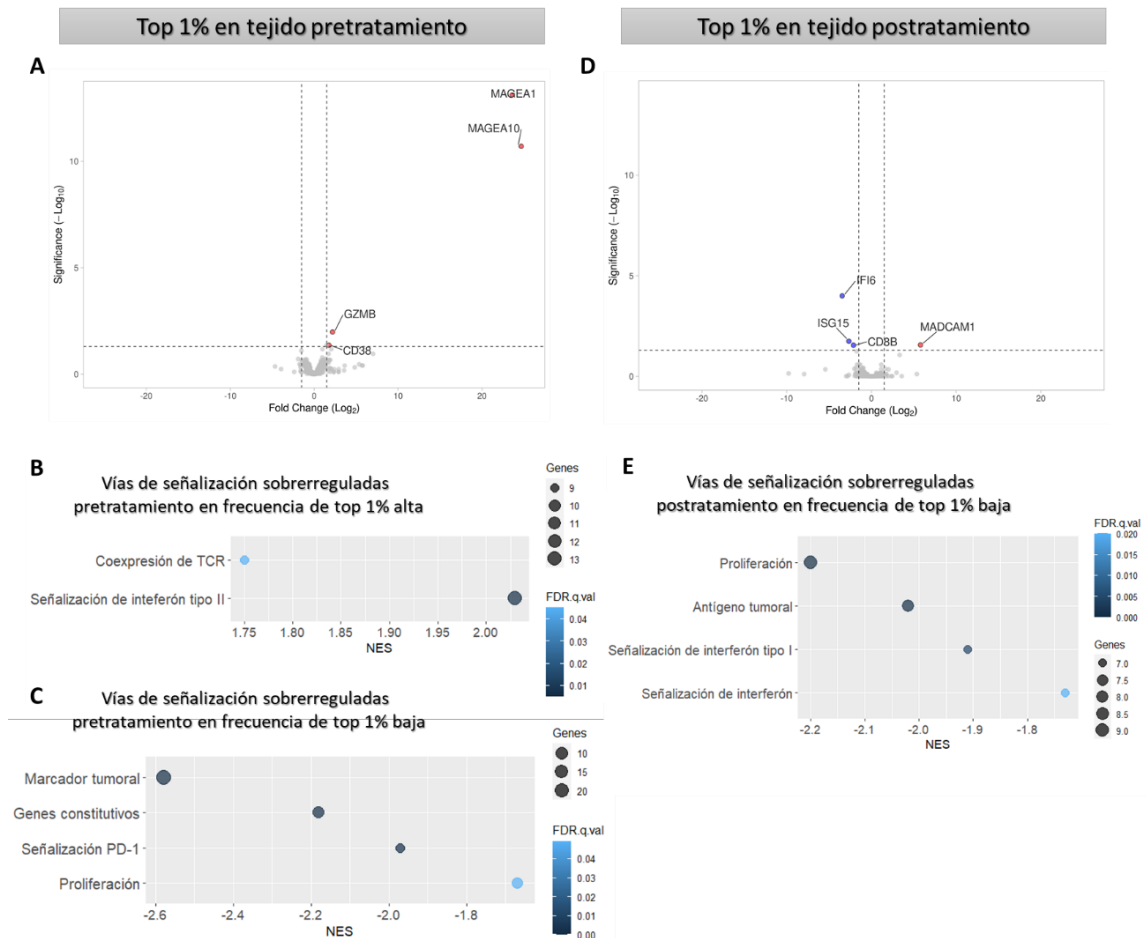 Top 1% en tejido pretratamiento
Top 1% en tejido postratamiento
A
MAGEA1
MAGEA10
GZMB
CD38
Significance (−Log10)
10
5
0
-20
-10
0
10
20
Fold Change (Log2)
D
IFI6
ISG15
CD8B
MADCAM1
Significance (−Log10)
10
5
0
-20
-10
0
10
20
Fold Change (Log2)
B
Vías de señalización sobrerreguladas
pretratamiento en frecuencia de top 1% alta
Coexpresión de TCR
Señalización de inteferón tipo II
1.75
1.80
1.85
1.90
1.95
2.00
NES
Genes
9
10
11
12
13
FDR.q.val
0.04
0.03
0.02
0.01
C
Vías de señalización sobrerreguladas
pretratamiento en frecuencia de top 1% baja
Marcador tumoral
Genes constitutivos
Señalización PD-1
Proliferación
-2.6
-2.4
-2.2
-2.0
-1.8
NES
Genes
10
15
20
FDR.q.val
0.04
0.03
0.02
0.01
0.00
E
Vías de señalización sobrerreguladas
postratamiento en frecuencia de top 1% baja
Proliferación
Antígeno tumoral
Señalización de interferón tipo I
Señalización de interferón
-2.2
-2.1
-2.0
-1.9
-1.8
NES
FDR.q.val
0.020
0.015
0.010
0.005
0.000
Genes
7.0
7.5
8.0
8.5
9.0